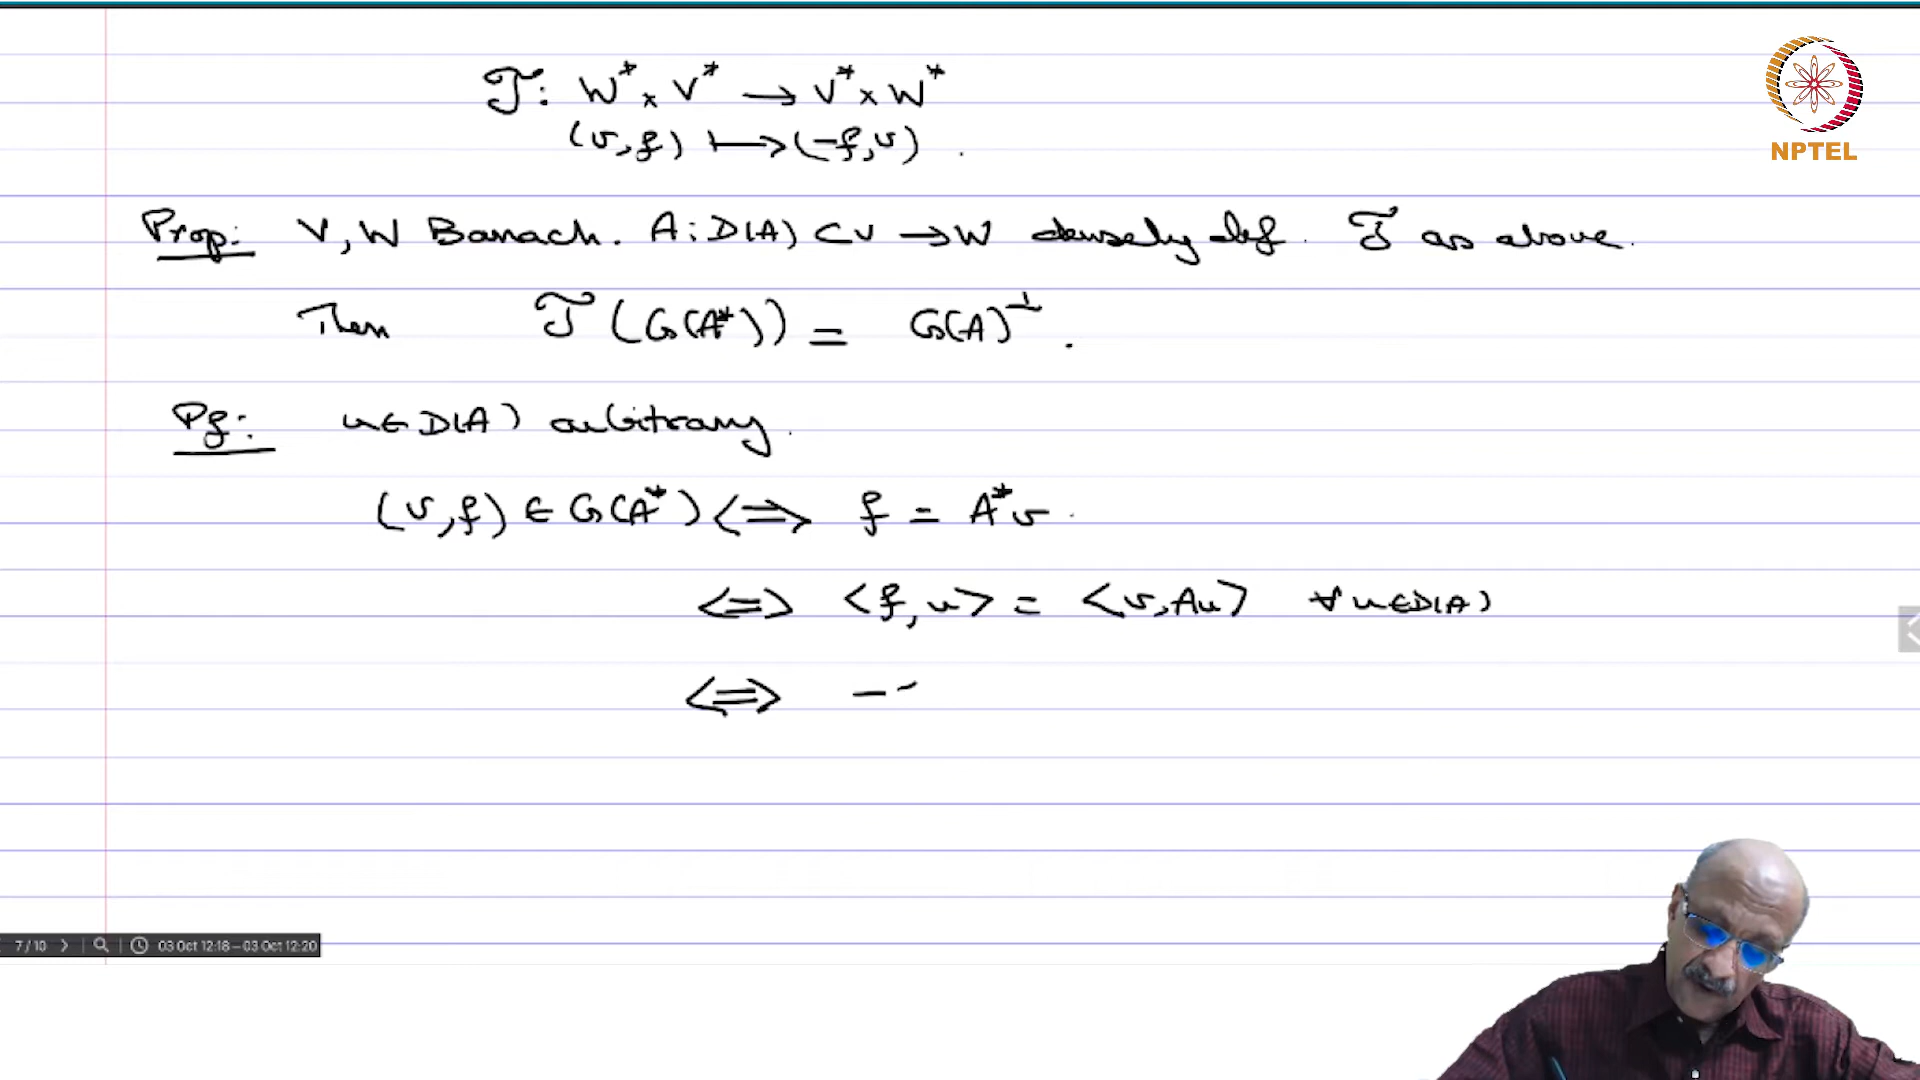 𝒥: W* × V* → V* × W*
(v, f) ↦ (-f, v).
NPTEL
Prop: V, W Banach. A: D(A) ⊂ V → W densely def. 𝒥 as above.
Then 𝒥(G(A*)) = G(A)^⊥.
Pf: u ∈ D(A) arbitrary.
(v, f) ∈ G(A*) ⟺ f = A*v.
⟺ <f, u> = <v, Au> ∀ u ∈ D(A)
⟺ -
7 / 10 > 03 Oct 12:18 – 03 Oct 12:20